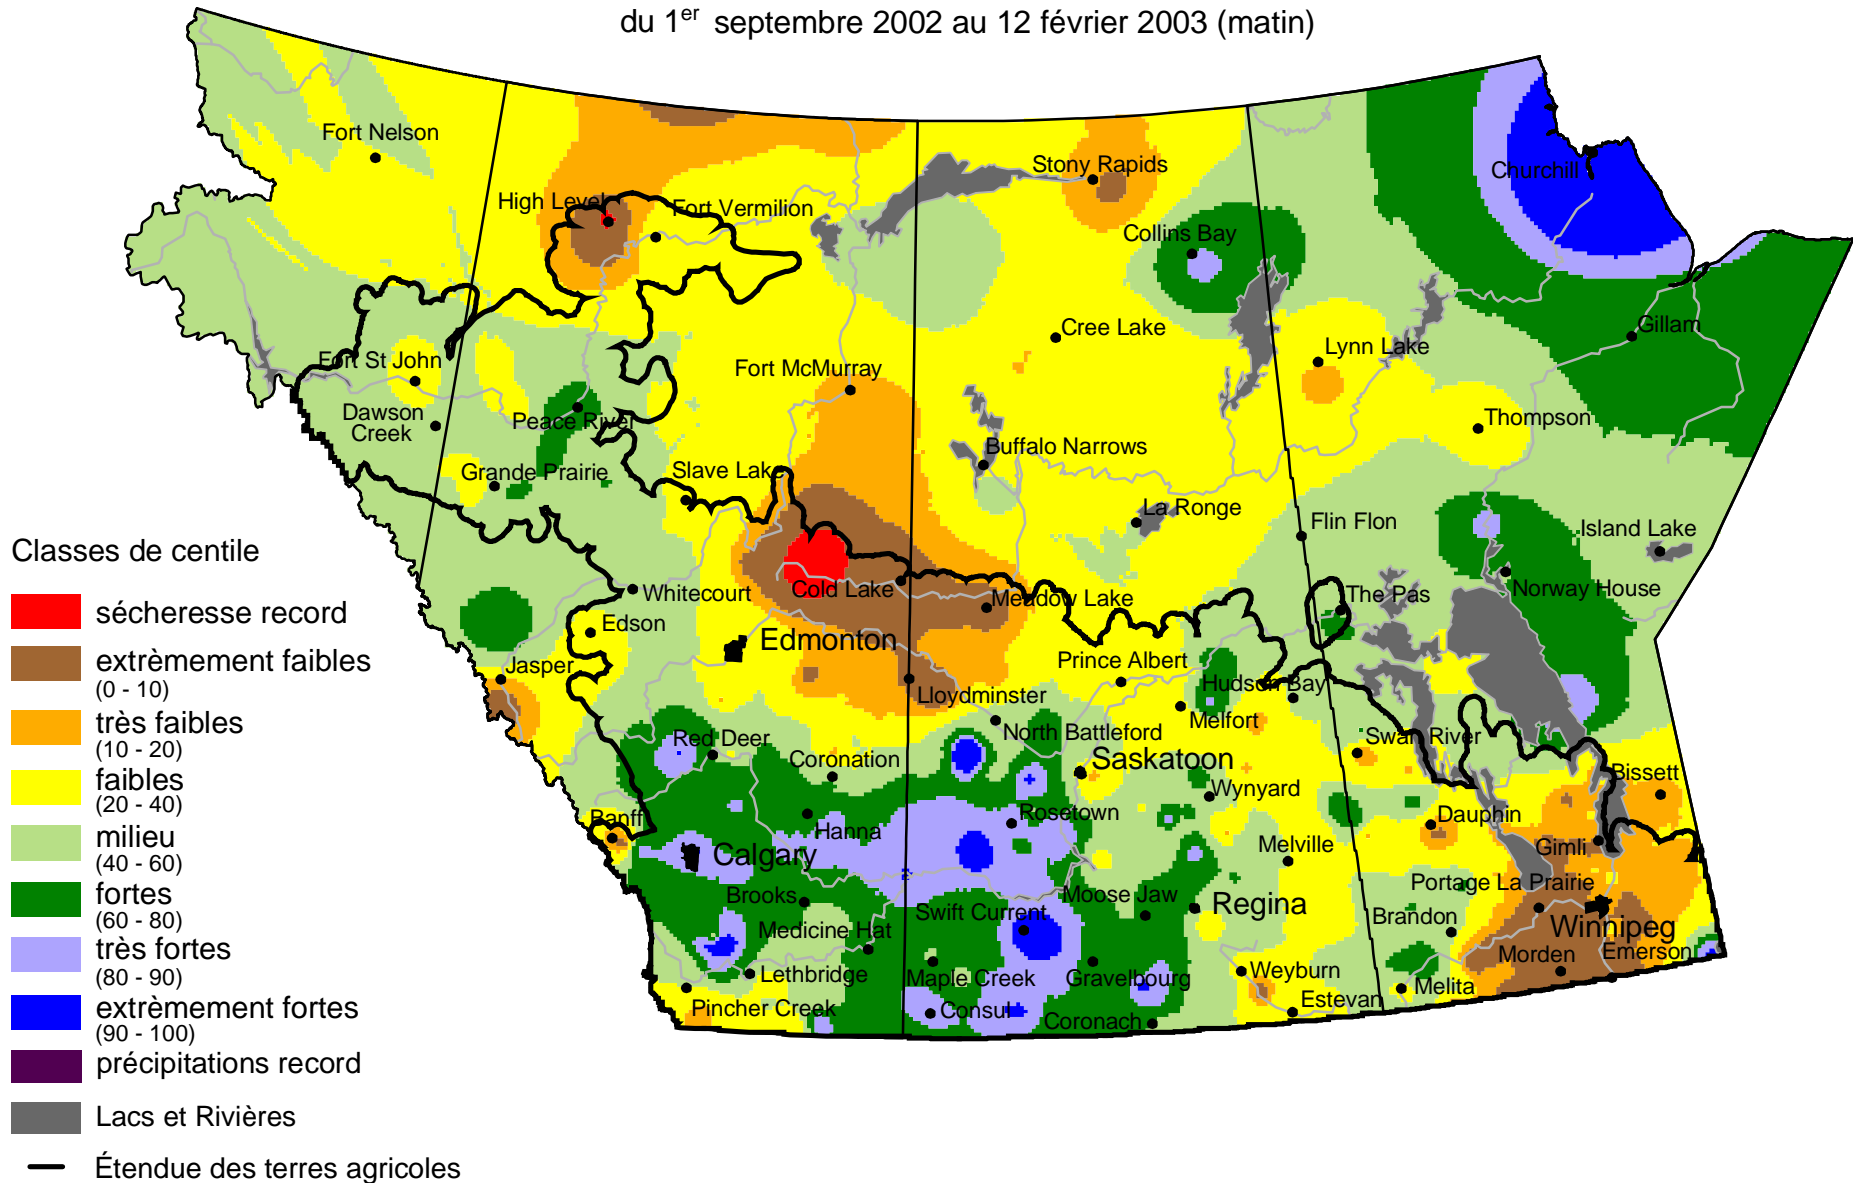 du 1er septembre 2002 au 12 février 2003 (matin)
Fort Nelson
Churchill
Stony Rapids
High Level
Fort Vermilion
Collins Bay
Cree Lake
Gillam
Lynn Lake
Fort St John
Fort McMurray
Dawson
Creek
Peace River
Thompson
Buffalo Narrows
Grande Prairie
Slave Lake
La Ronge
Flin Flon
Island Lake
Cold Lake
Whitecourt
Meadow Lake
The Pas
Norway House
Edson
Edmonton
Jasper
Prince Albert
Lloydminster
Hudson Bay
Melfort
North Battleford
Red Deer
Coronation
Saskatoon
Swan River
Bissett
Wynyard
Banff
Hanna
Rosetown
Dauphin
Calgary
Melville
Gimli
Brooks
Moose Jaw
Portage La Prairie
Swift Current
Regina
Brandon
Winnipeg
Medicine Hat
Morden
Emerson
Lethbridge
Maple Creek
Gravelbourg
Weyburn
Melita
Pincher Creek
Consul
Coronach
Estevan
Classes de centile
sécheresse record
extrèmement faibles
(0 - 10)
très faibles
(10 - 20)
faibles
(20 - 40)
milieu
(40 - 60)
fortes
(60 - 80)
très fortes
(80 - 90)
extrèmement fortes
(90 - 100)
précipitations record
Lacs et Rivières
Étendue des terres agricoles